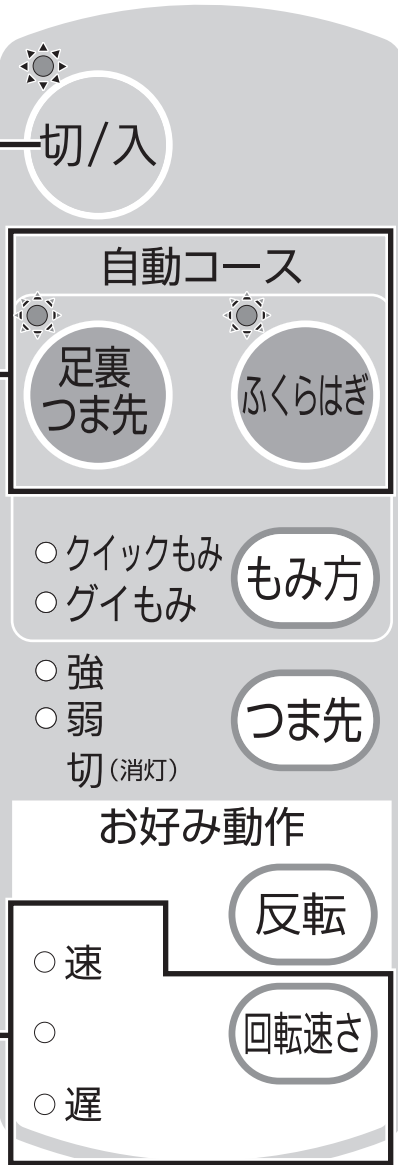 切/入
自動コース
足裏
つま先
ふくらはぎ
クイックもみ
グイもみ
もみ方
強
弱
切(消灯)
つま先
お好み動作
反転
速
回転速さ
遅